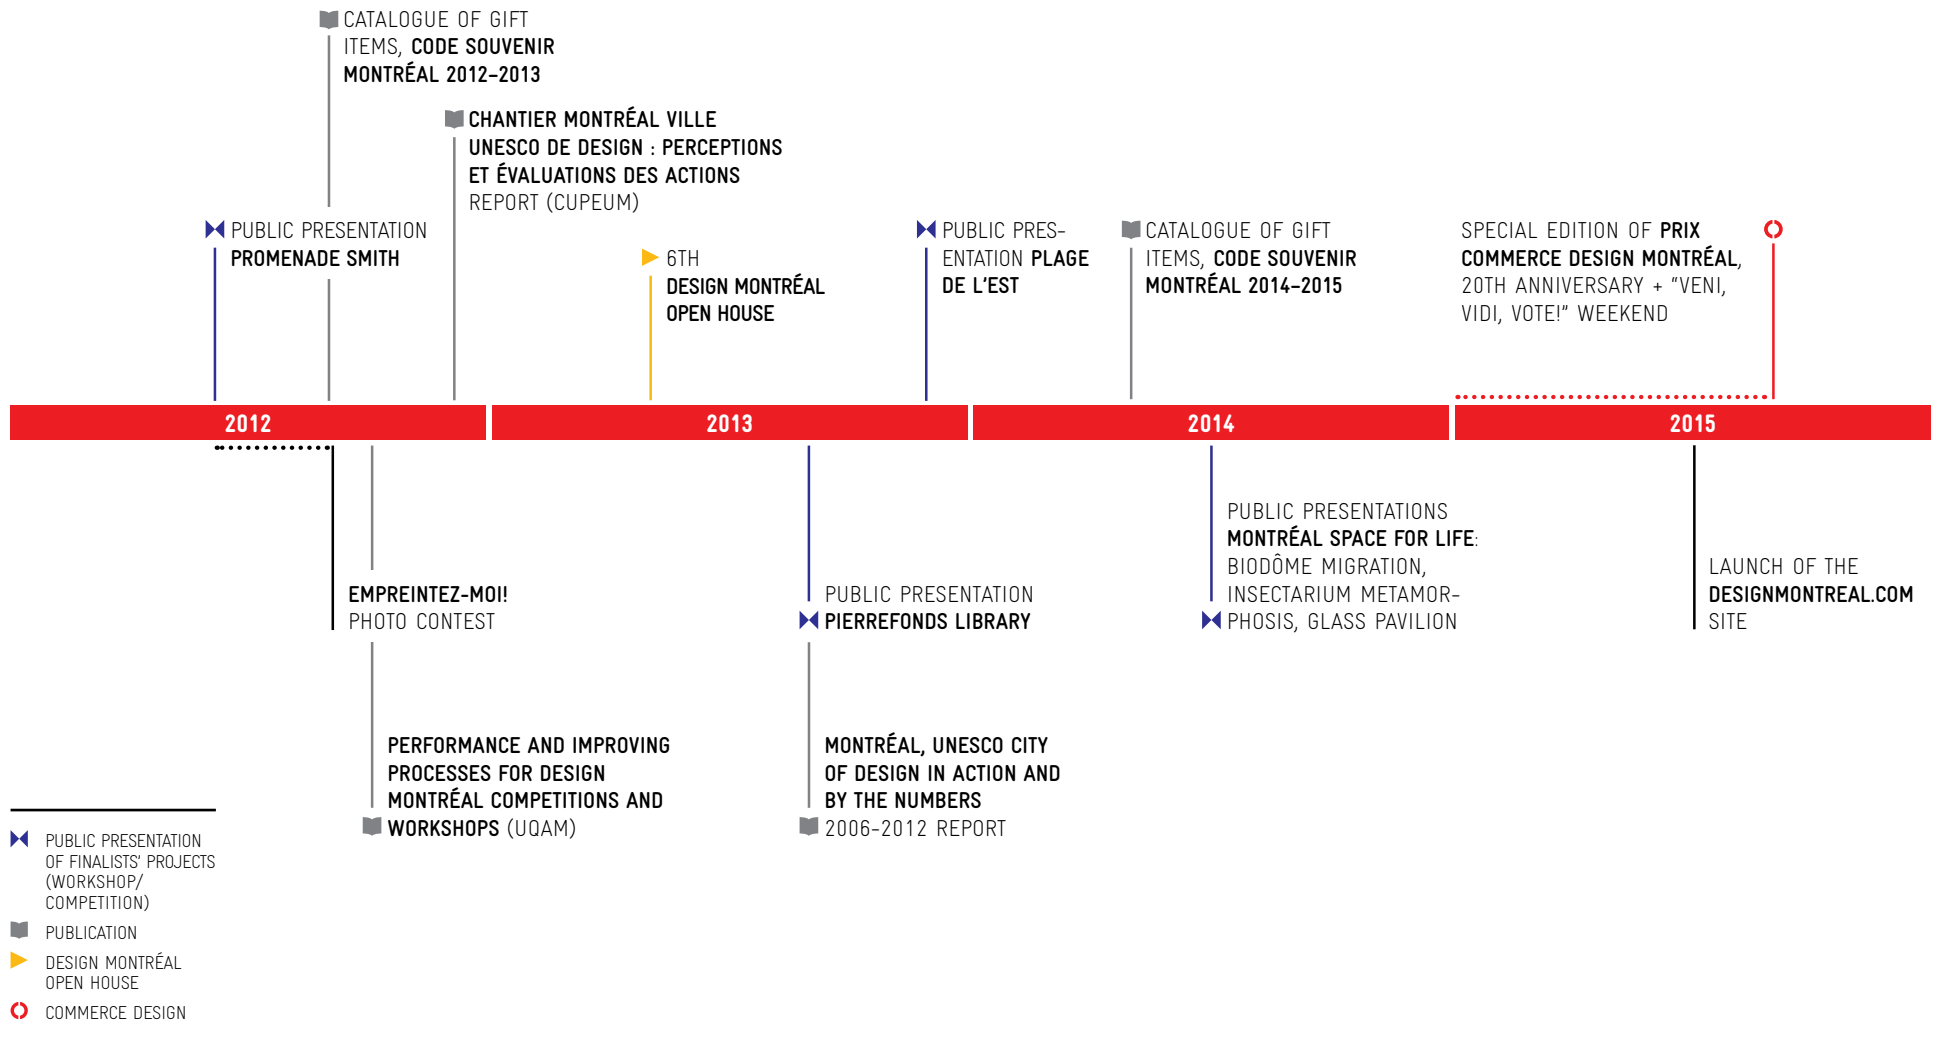 CATALOGUE OF GIFT
ITEMS, CODE SOUVENIR
MONTRÉAL 2012–2013
CHANTIER MONTRÉAL VILLE
UNESCO DE DESIGN : PERCEPTIONS
ET ÉVALUATIONS DES ACTIONS
REPORT (CUPEUM)
PUBLIC PRESENTATION
PROMENADE SMITH
6TH
DESIGN MONTRÉAL
OPEN HOUSE
PUBLIC PRES-
ENTATION PLAGE
DE L’EST
CATALOGUE OF GIFT
ITEMS, CODE SOUVENIR
MONTRÉAL 2014–2015
SPECIAL EDITION OF PRIX
COMMERCE DESIGN MONTRÉAL,
20TH ANNIVERSARY + “VENI,
VIDI, VOTE!” WEEKEND
2012
2013
2014
2015
EMPREINTEZ-MOI!
PHOTO CONTEST
PUBLIC PRESENTATION
PIERREFONDS LIBRARY
PUBLIC PRESENTATIONS
MONTRÉAL SPACE FOR LIFE:
BIODÔME MIGRATION,
INSECTARIUM METAMOR-
PHOSIS, GLASS PAVILION
LAUNCH OF THE
DESIGNMONTREAL.COM
SITE
PERFORMANCE AND IMPROVING
PROCESSES FOR DESIGN
MONTRÉAL COMPETITIONS AND
WORKSHOPS (UQAM)
MONTRÉAL, UNESCO CITY
OF DESIGN IN ACTION AND
BY THE NUMBERS
2006-2012 REPORT
PUBLIC PRESENTATION
OF FINALISTS’ PROJECTS
(WORKSHOP/
COMPETITION)
PUBLICATION
DESIGN MONTRÉAL
OPEN HOUSE
COMMERCE DESIGN